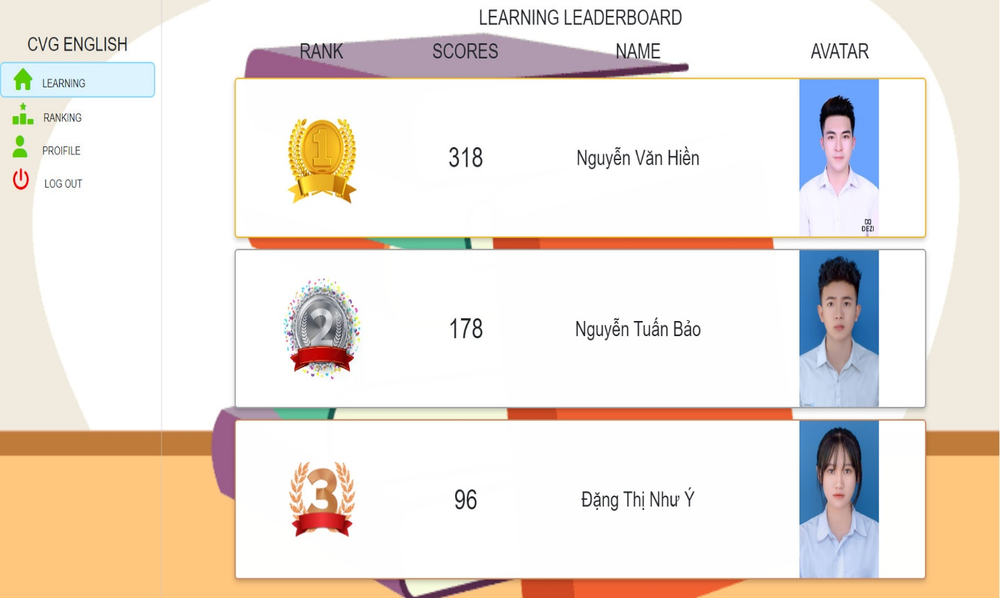 LEARNING LEADERBOARD
CVG ENGLISH
RANK SCORES NAME AVATAR
LEARNING
RANKING
PROIFILE
LOG OUT
1 318 Nguyễn Văn Hiền
DEZI
2 178 Nguyễn Tuấn Bảo
3 96 Đặng Thị Như Ý